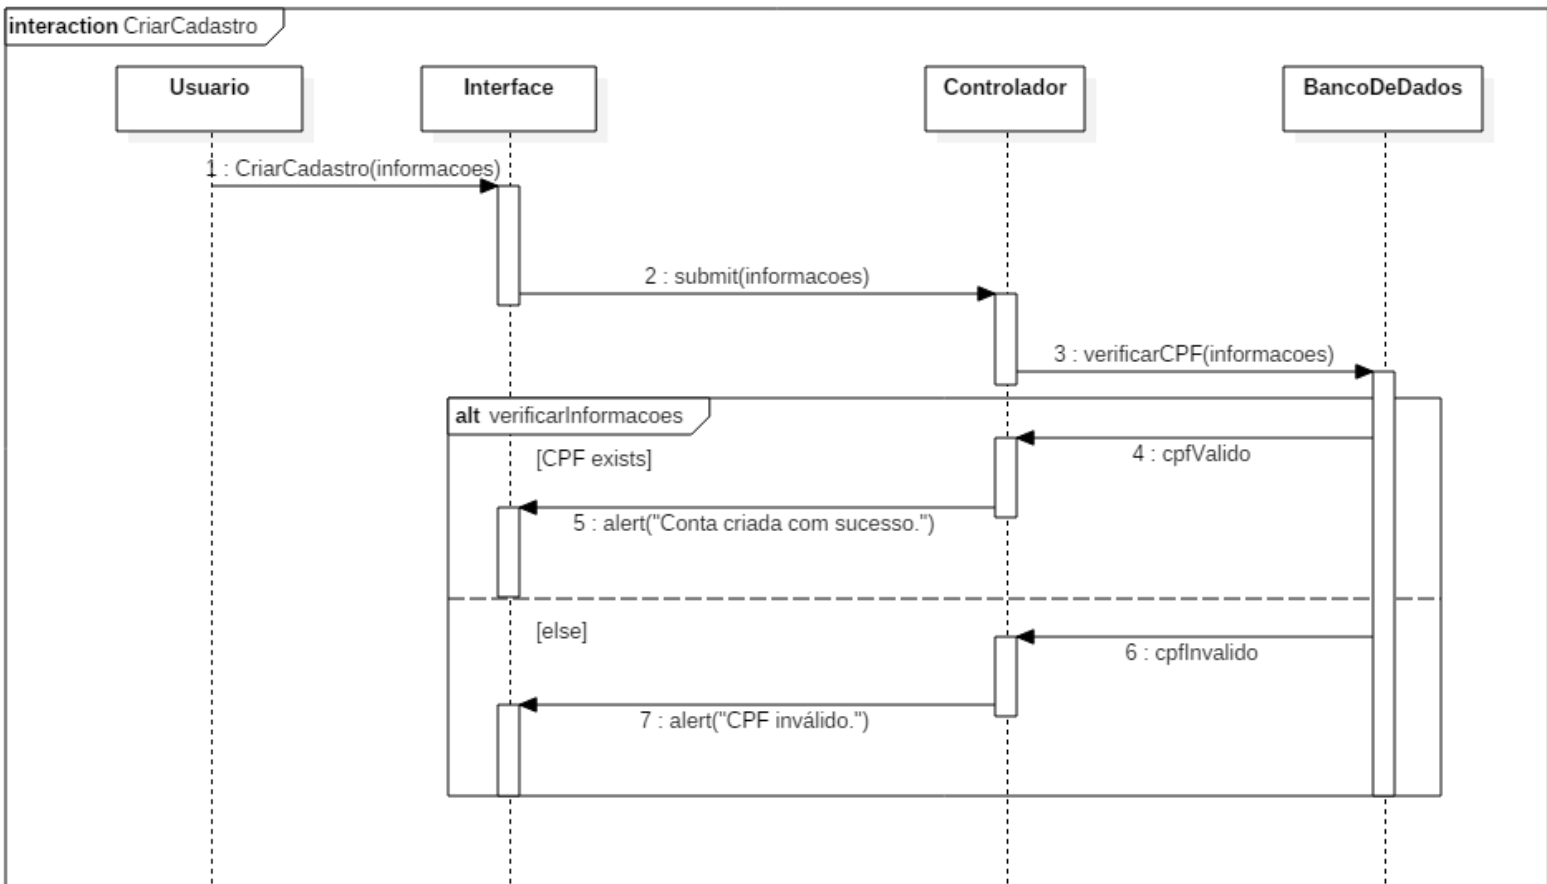 interaction CriarCadastro
Usuario
Interface
Controlador
BancoDeDados
1 : CriarCadastro(informacoes)
2 : submit(informacoes)
3 : verificarCPF(informacoes)
alt verificarInformacoes
4 : cpfValido
[CPF exists]
5 : alert("Conta criada com sucesso.")
[else]
6 : cpfInvalido
7 : alert("CPF inválido.")